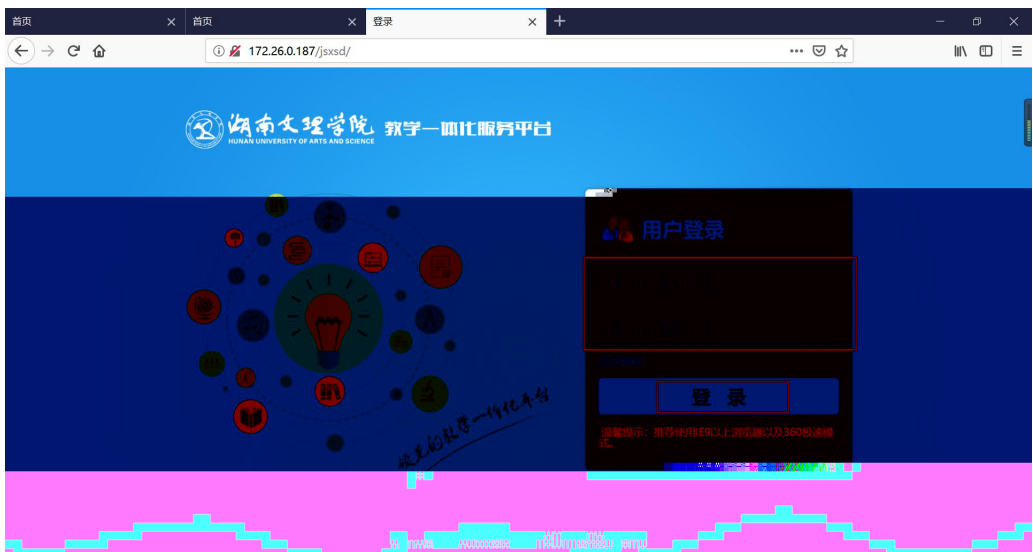 首页
首页
登录
172.26.0.187/jsxsd/
湖南文理学院 教学一体化服务平台
HUNAN UNIVERSITY OF ARTS AND SCIENCE
用户登录
登 录
温馨提示：推荐使用IE9以上浏览器以及360极速模
式。